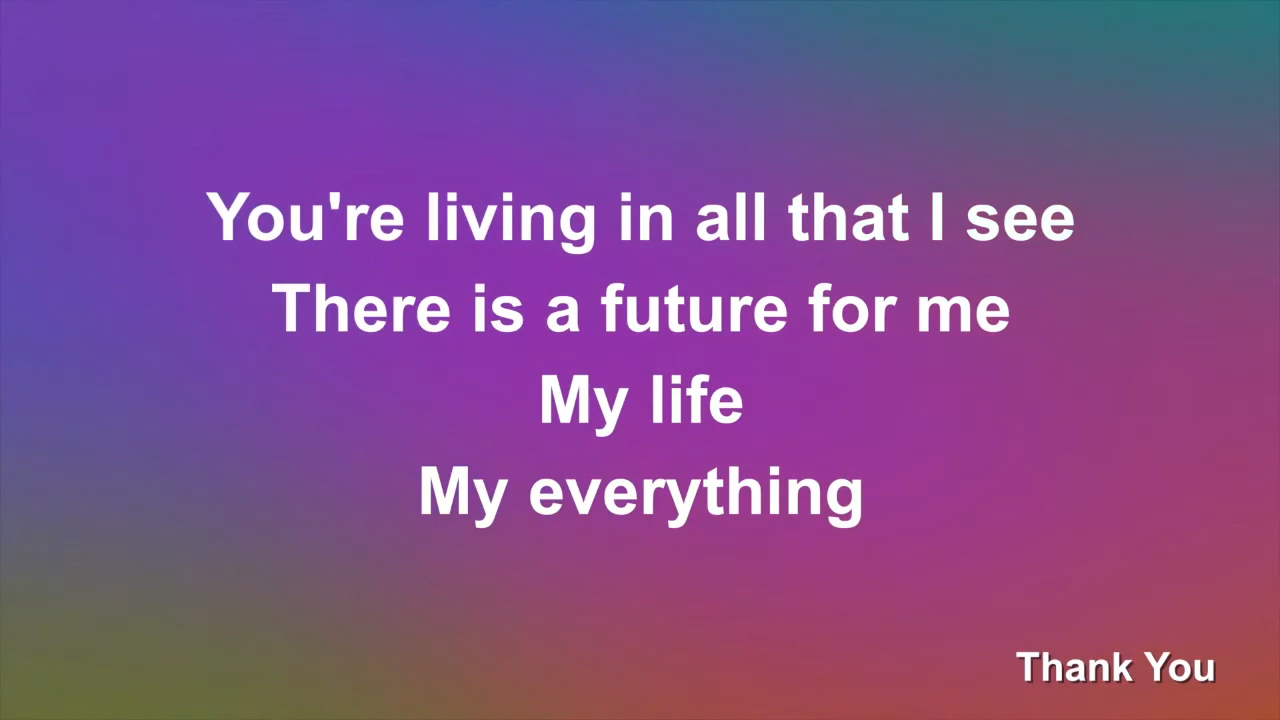 You're living in all that I see
There is a future for me
My life
My everything
Thank You